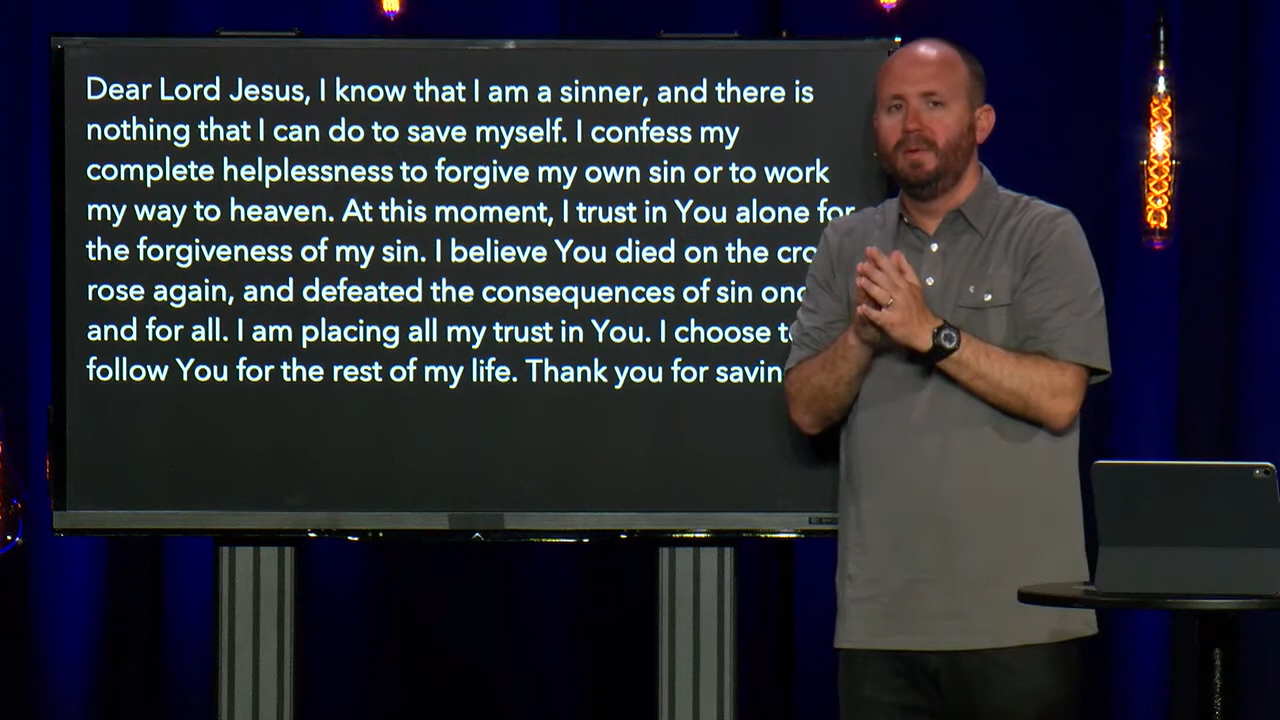 Dear Lord Jesus, I know that I am a sinner, and there is
nothing that I can do to save myself. I confess my
complete helplessness to forgive my own sin or to work
my way to heaven. At this moment, I trust in You alone for
the forgiveness of my sin. I believe You died on the
rose again, and defeated the consequences of sin
and for all. I am placing all my trust in You. I choose
follow You for the rest of my life. Thank you for